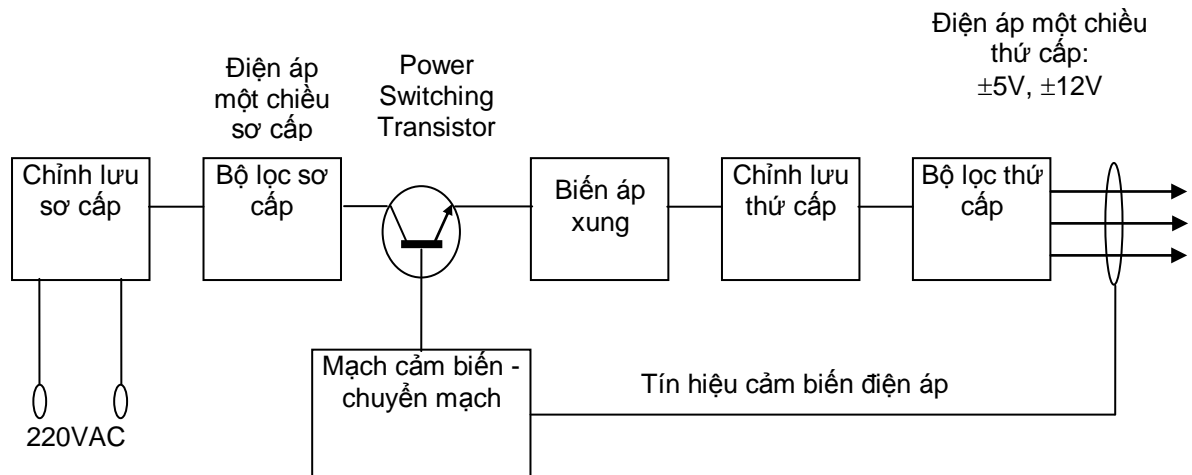 Điện áp một chiều
thứ cấp:
±5V, ±12V
Điện áp
một chiều
sơ cấp
Power
Switching
Transistor
Chỉnh lưu
sơ cấp
Bộ lọc sơ
cấp
Biến áp
xung
Chỉnh lưu
thứ cấp
Bộ lọc thứ
cấp
Mạch cảm biến -
chuyển mạch
Tín hiệu cảm biến điện áp
220VAC